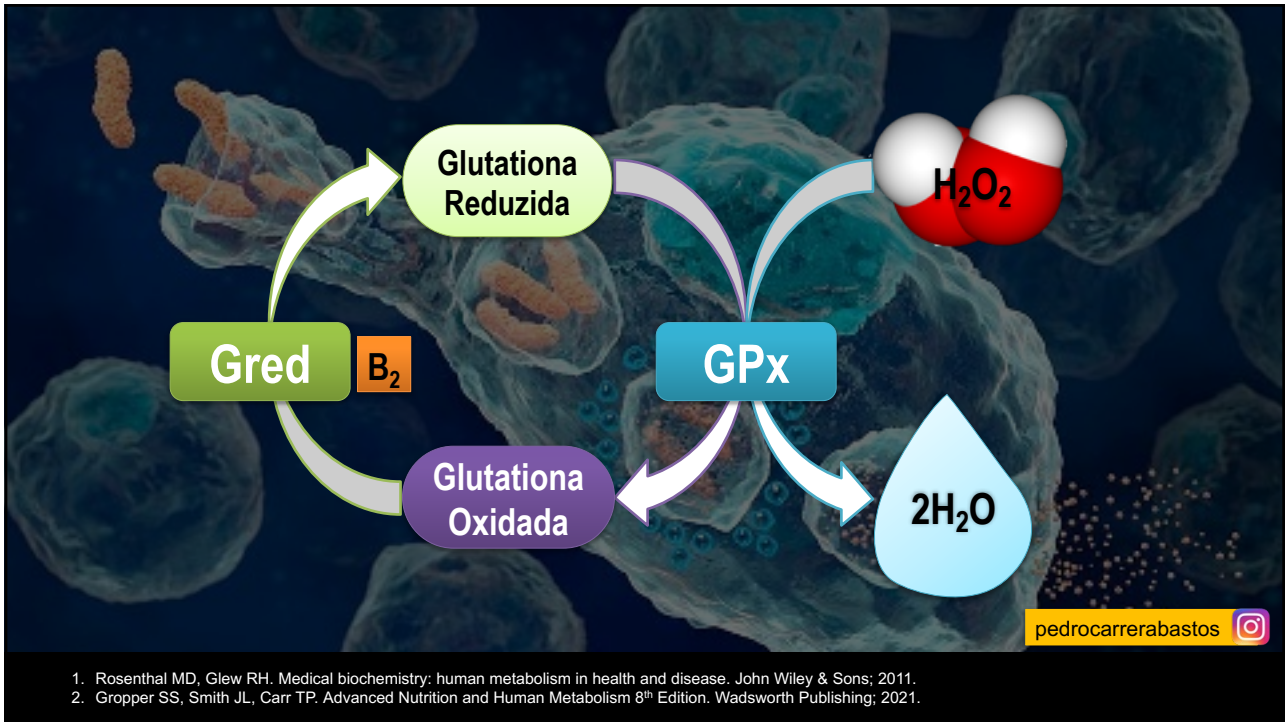 Glutationa
Reduzida
H₂O₂
Gred
B₂
GPx
Glutationa
Oxidada
2H₂O
pedrocarrerabastos
1. Rosenthal MD, Glew RH. Medical biochemistry: human metabolism in health and disease. John Wiley & Sons; 2011.
2. Gropper SS, Smith JL, Carr TP. Advanced Nutrition and Human Metabolism 8th Edition. Wadsworth Publishing; 2021.